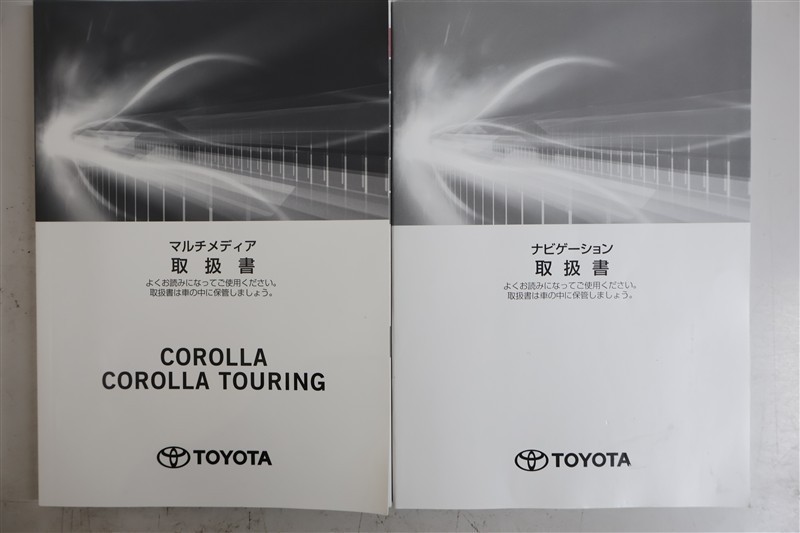 マルチメディア
取扱書
よくお読みになってご使用ください。
取扱書は車の中に保管しましょう。
COROLLA
COROLLA TOURING
TOYOTA
ナビゲーション
取扱書
よくお読みになってご使用ください。
取扱書は車の中に保管しましょう。
TOYOTA